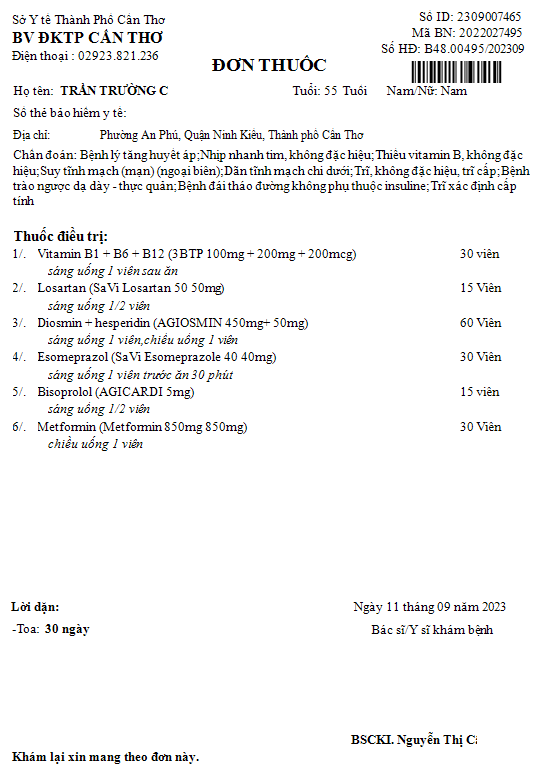 Sở Y tế Thành Phố Cần Thơ
Số ID: 2309007465
BV ĐKTP CẦN THƠ
Mã BN: 2022027495
Điện thoại : 02923.821.236
Số HĐ: B48.00495/202309
ĐƠN THUỐC
Họ tên: TRẦN TRƯỜNG C Tuổi: 55 Tuổi Nam/Nữ: Nam
Số thẻ bảo hiểm y tế:
Địa chỉ: Phường An Phú, Quận Ninh Kiều, Thành phố Cần Thơ
Chẩn đoán: Bệnh lý tăng huyết áp;Nhịp nhanh tim, không đặc hiệu;Thiếu vitamin B, không đặc
hiệu;Suy tĩnh mạch (mạn) (ngoại biên);Dãn tĩnh mạch chi dưới;Trĩ, không đặc hiệu, trĩ cấp;Bệnh
trào ngược dạ dày - thực quản;Bệnh đái tháo đường không phụ thuộc insuline;Trĩ xác định cấp
tính
Thuốc điều trị:
1/. Vitamin B1 + B6 + B12 (3BTP 100mg + 200mg + 200mcg) 30 viên
sáng uống 1 viên sau ăn
2/. Losartan (SaVi Losartan 50 50mg) 15 Viên
sáng uống 1/2 viên
3/. Diosmin + hesperidin (AGIOSMIN 450mg+ 50mg) 60 Viên
sáng uống 1 viên,chiều uống 1 viên
4/. Esomeprazol (SaVi Esomeprazole 40 40mg) 30 Viên
sáng uống 1 viên trước ăn 30 phút
5/. Bisoprolol (AGICARDI 5mg) 15 viên
sáng uống 1/2 viên
6/. Metformin (Metformin 850mg 850mg) 30 Viên
chiều uống 1 viên
Lời dặn:
Ngày 11 tháng 09 năm 2023
-Toa: 30 ngày
Bác sĩ/Y sĩ khám bệnh
BSCKI. Nguyễn Thị
Khám lại xin mang theo đơn này.